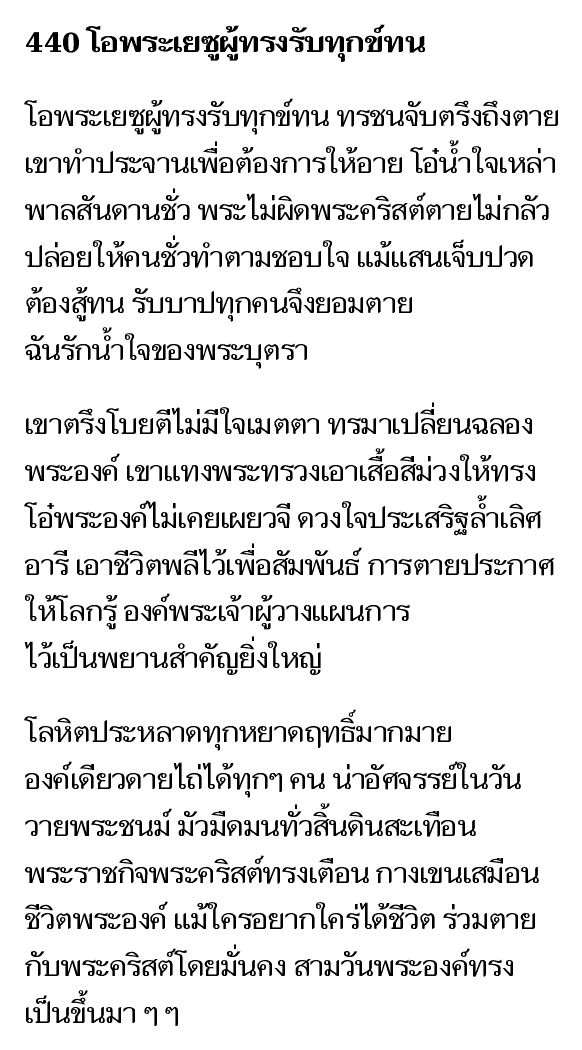 440 โอพระเยซูผู้ทรงรับทุกข์ทน
โอพระเยซูผู้ทรงรับทุกข์ทน ทรชนจับตรึงถึงตาย
เขาทำประจานเพื่อต้องการให้อาย โอ๋น้ำใจเหล่า
พาลสันดานชั่ว พระไม่ผิดพระคริสต์ตายไม่กลัว
ปล่อยให้คนชั่วทำตามชอบใจ แม้แสนเจ็บปวด
ต้องสู้ทน รับบาปทุกคนจึงยอมตาย
ฉันรักน้ำใจของพระบุตรา
เขาตรึงโบยตีไม่มีใจเมตตา ทรมาเปลี่ยนฉลอง
พระองค์ เขาแทงพระทรวงเอาเสื้อสีม่วงให้ทรง
โอ๋พระองค์ไม่เคยเผยวจี ดวงใจประเสริฐล้ำเลิศ
อารี เอาชีวิตพลีไว้เพื่อสัมพันธ์ การตายประกาศ
ให้โลกรู้ องค์พระเจ้าผู้วางแผนการ
ไว้เป็นพยานสำคัญยิ่งใหญ่
โลหิตประหลาดทุกหยาดฤทธิ์มากมาย
องค์เดียวดายไถ่ได้ทุกๆ คน น่าอัศจรรย์ในวัน
วายพระชนม์ มัวมืดมนทั่วสิ้นดินสะเทือน
พระราชกิจพระคริสต์ทรงเตือน กางเขนเสมือน
ชีวิตพระองค์ แม้ใครอยากใคร่ได้ชีวิต ร่วมตาย
กับพระคริสต์โดยมั่นคง สามวันพระองค์ทรง
เป็นขึ้นมา ๆ ๆ